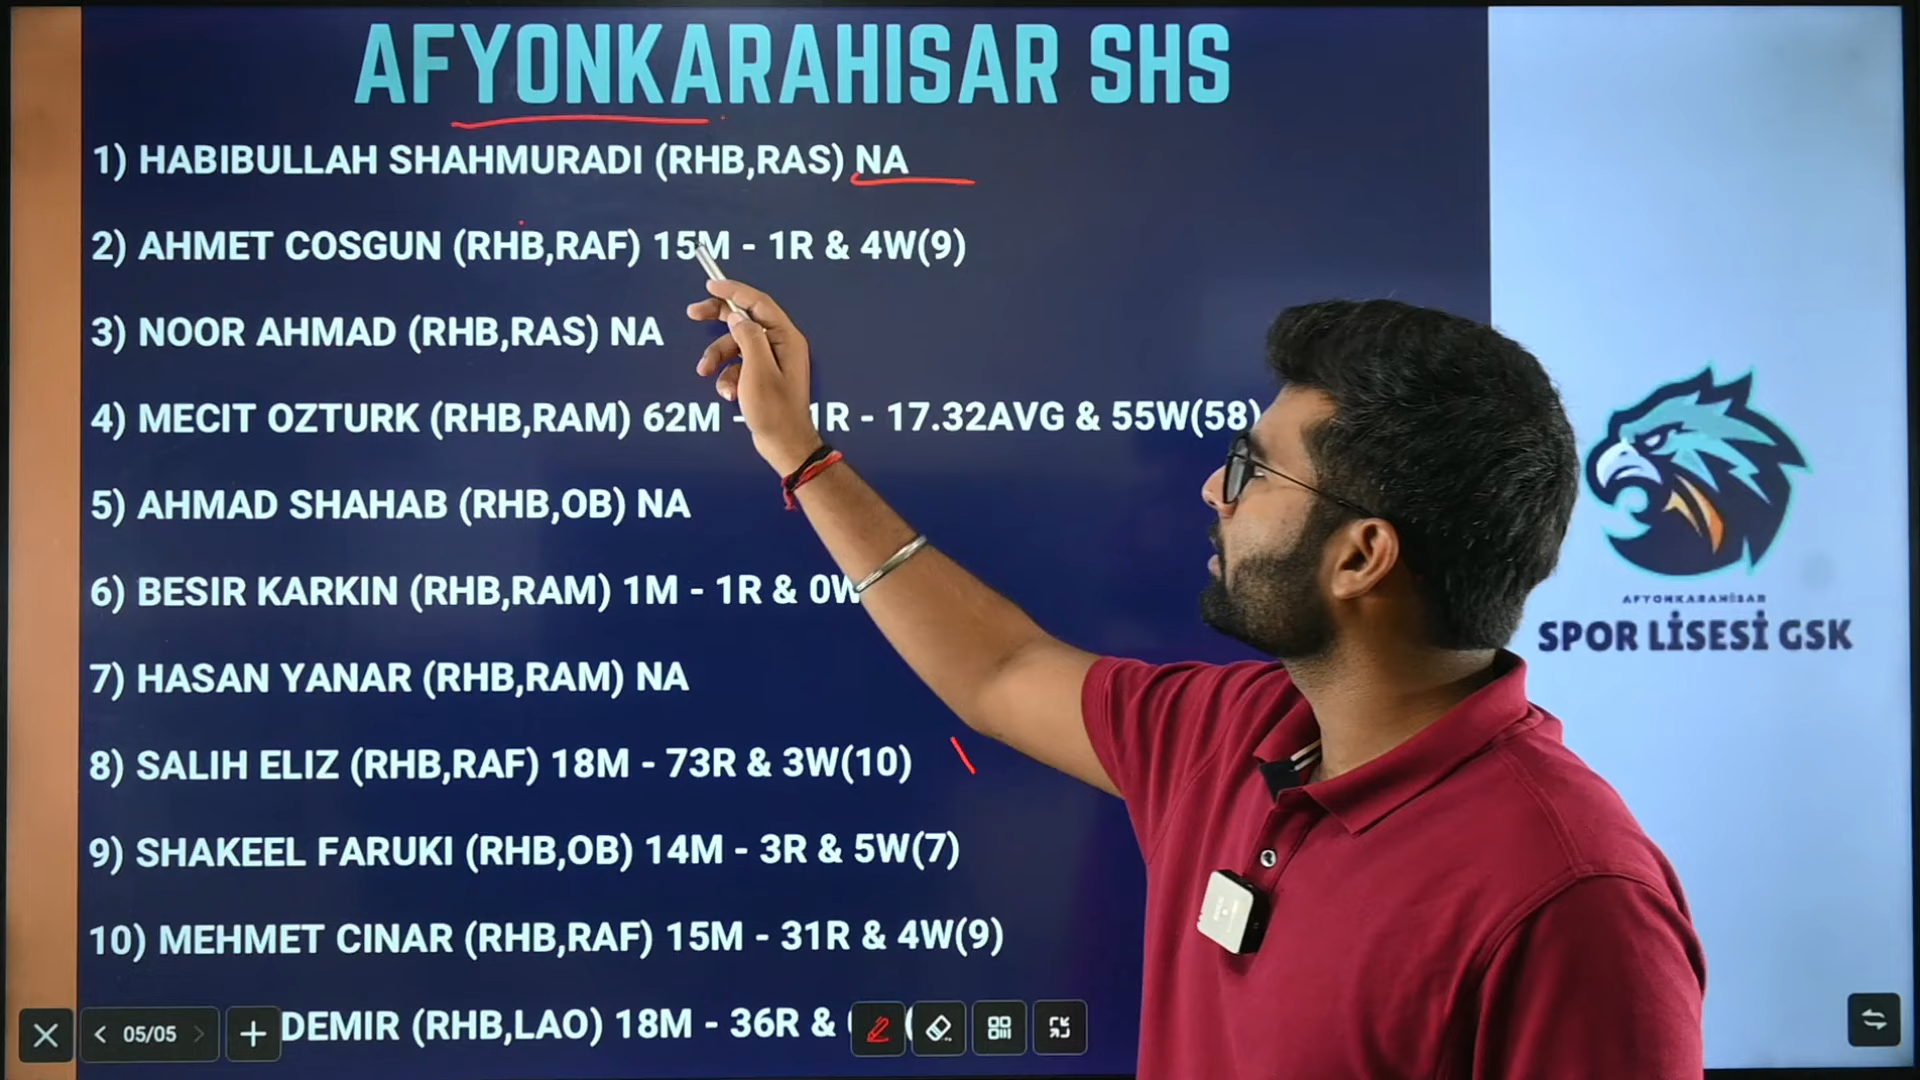 AFYONKARAHISAR SHS
1) HABIBULLAH SHAHMURADI (RHB,RAS) NA
2) AHMET COSGUN (RHB,RAF) 15M - 1R & 4W(9)
3) NOOR AHMAD (RHB,RAS) NA
4) MECIT OZTURK (RHB,RAM) 62M - 1R - 17.32AVG & 55W(58)
5) AHMAD SHAHAB (RHB,OB) NA
6) BESIR KARKIN (RHB,RAM) 1M - 1R & 0W
7) HASAN YANAR (RHB,RAM) NA
8) SALIH ELIZ (RHB,RAF) 18M - 73R & 3W(10)
9) SHAKEEL FARUKI (RHB,OB) 14M - 3R & 5W(7)
10) MEHMET CINAR (RHB,RAF) 15M - 31R & 4W(9)
DEMIR (RHB,LAO) 18M - 36R &
05/05
AFYONKARAHİSAR
SPOR LİSESİ GSK